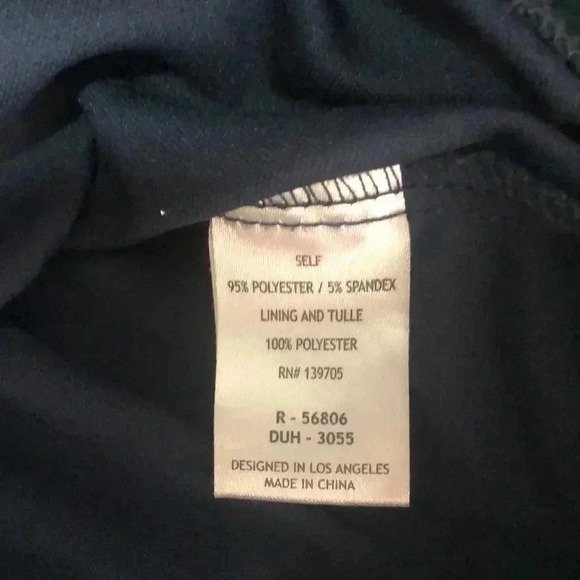 SELF
95% POLYESTER / 5% SPANDEX
LINING AND TULLE
100% POLYESTER
RN# 139705
R - 56806
DUH - 3055
DESIGNED IN LOS ANGELES
MADE IN CHINA